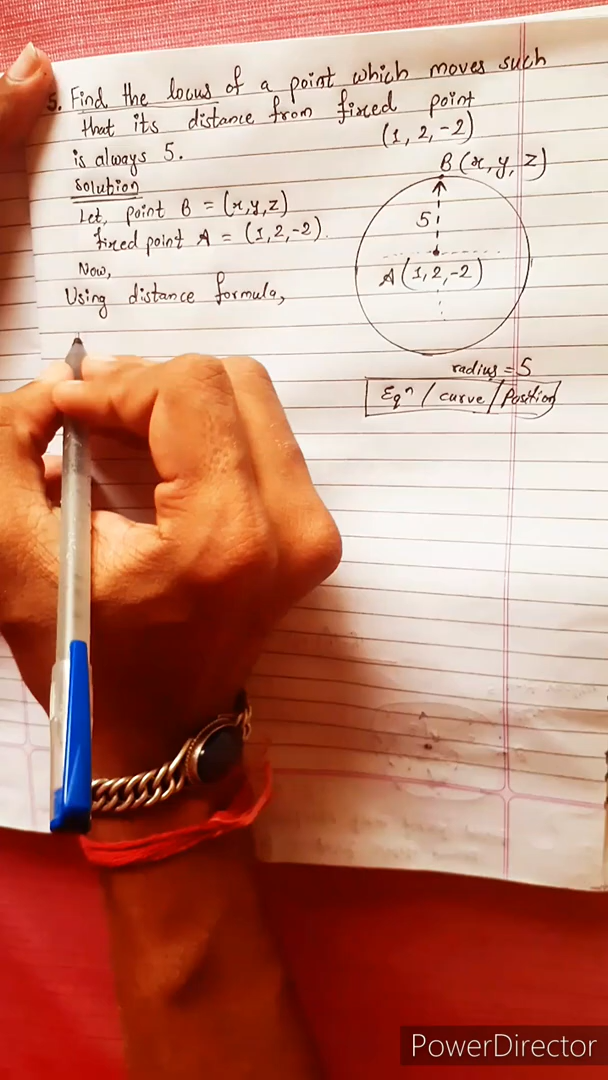 5. Find the locus of a point which moves such
that its distance from fixed point
(1, 2, -2)
is always 5.
Solution
Let, point B = (x,y,z)
fixed point A = (1,2,-2).
Now,
Using distance formula,
B(x, y, z)
5
A(1,2,-2)
radius = 5
Eqⁿ / curve / Position
PowerDirector